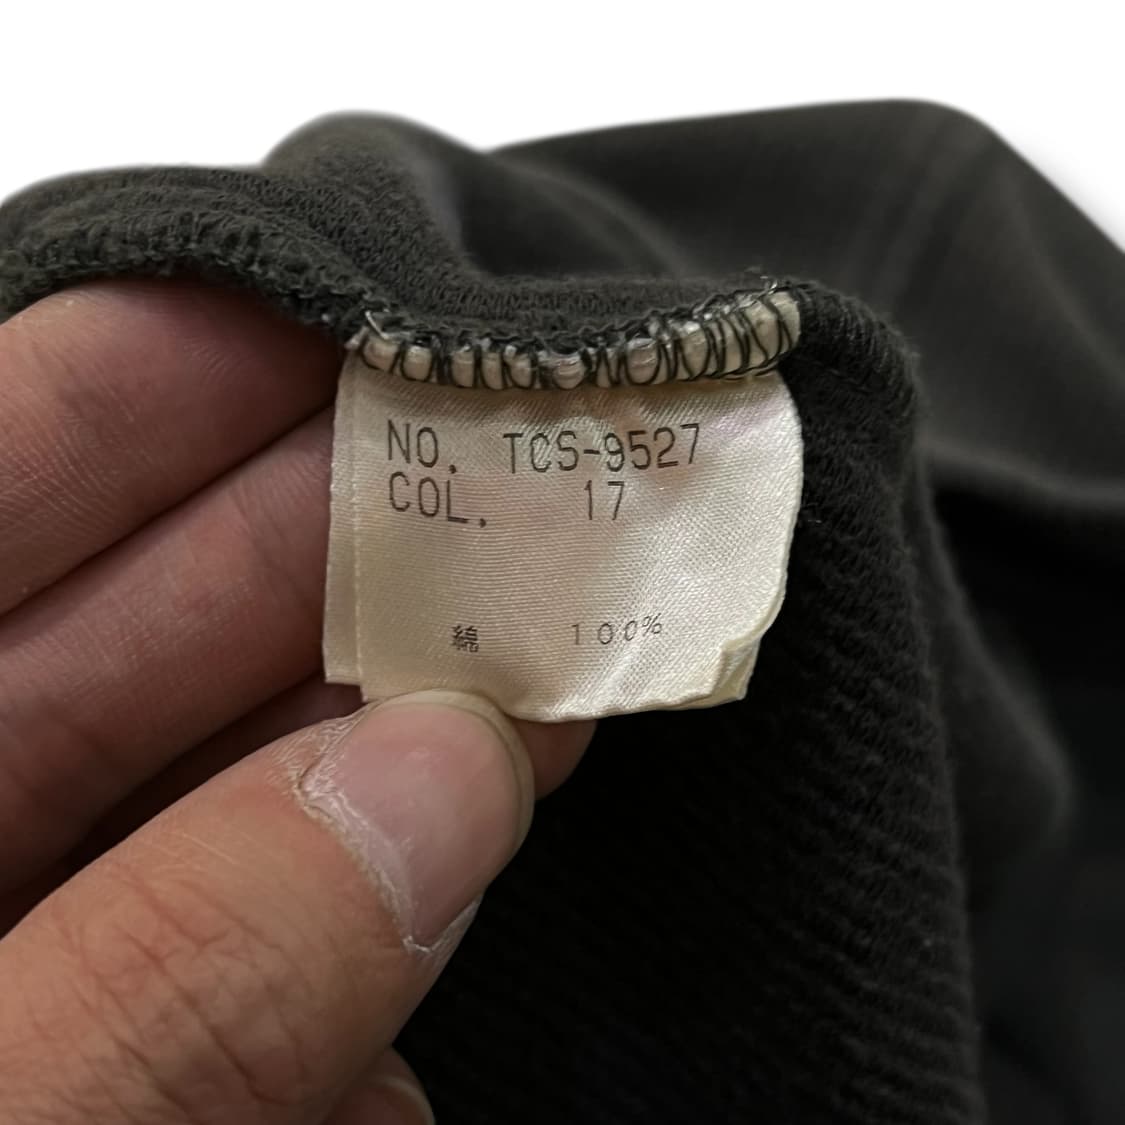 NO. TCS-9527
COL. 17
綿 100%